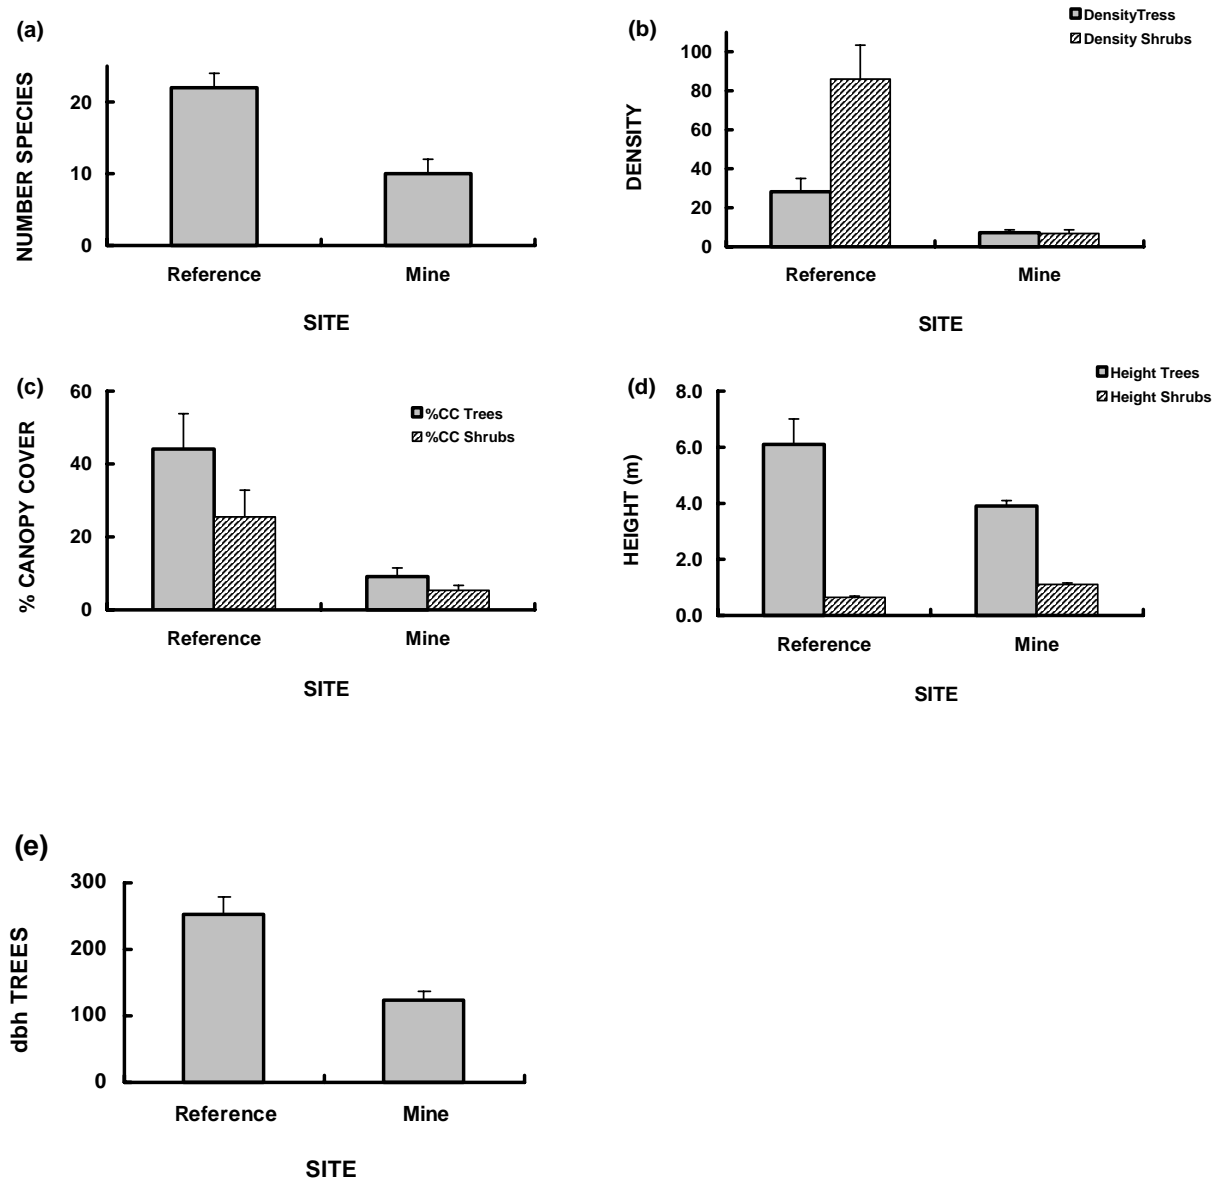 (a)
NUMBER SPECIES
20
10
0
Reference
Mine
SITE
(b)
DensityTress
Density Shrubs
DENSITY
100
80
60
40
20
0
Reference
Mine
SITE
(c)
% CANOPY COVER
60
40
20
0
%CC Trees
%CC Shrubs
Reference
Mine
SITE
(d)
Height Trees
Height Shrubs
HEIGHT (m)
8.0
6.0
4.0
2.0
0.0
Reference
Mine
SITE
(e)
dbh TREES
300
200
100
0
Reference
Mine
SITE